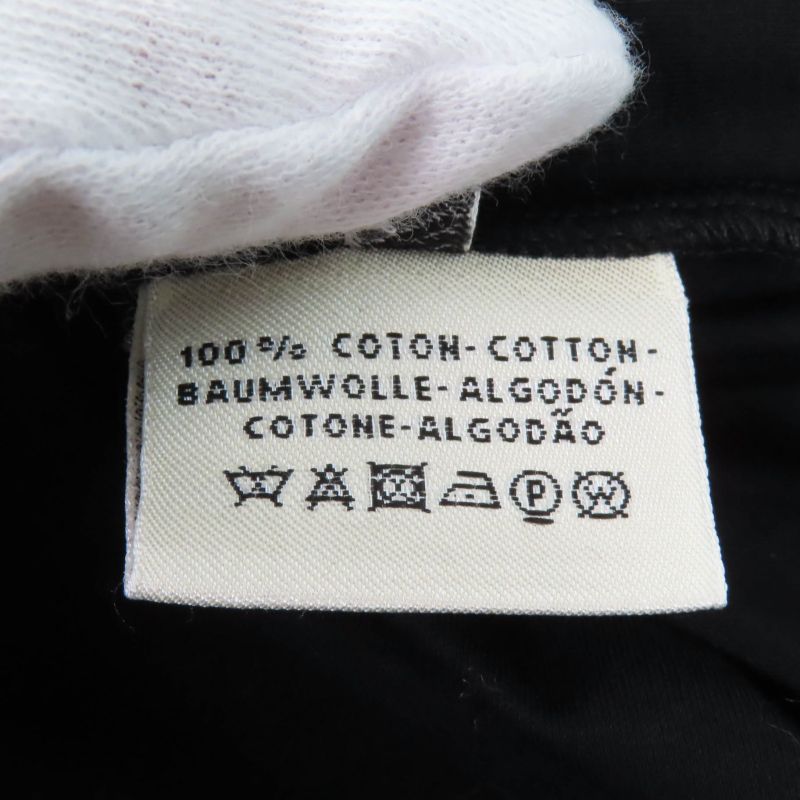 100% COTON-COTTON-
BAUMWOLLE-ALGODÓN-
COTONE-ALGODÃO
P W